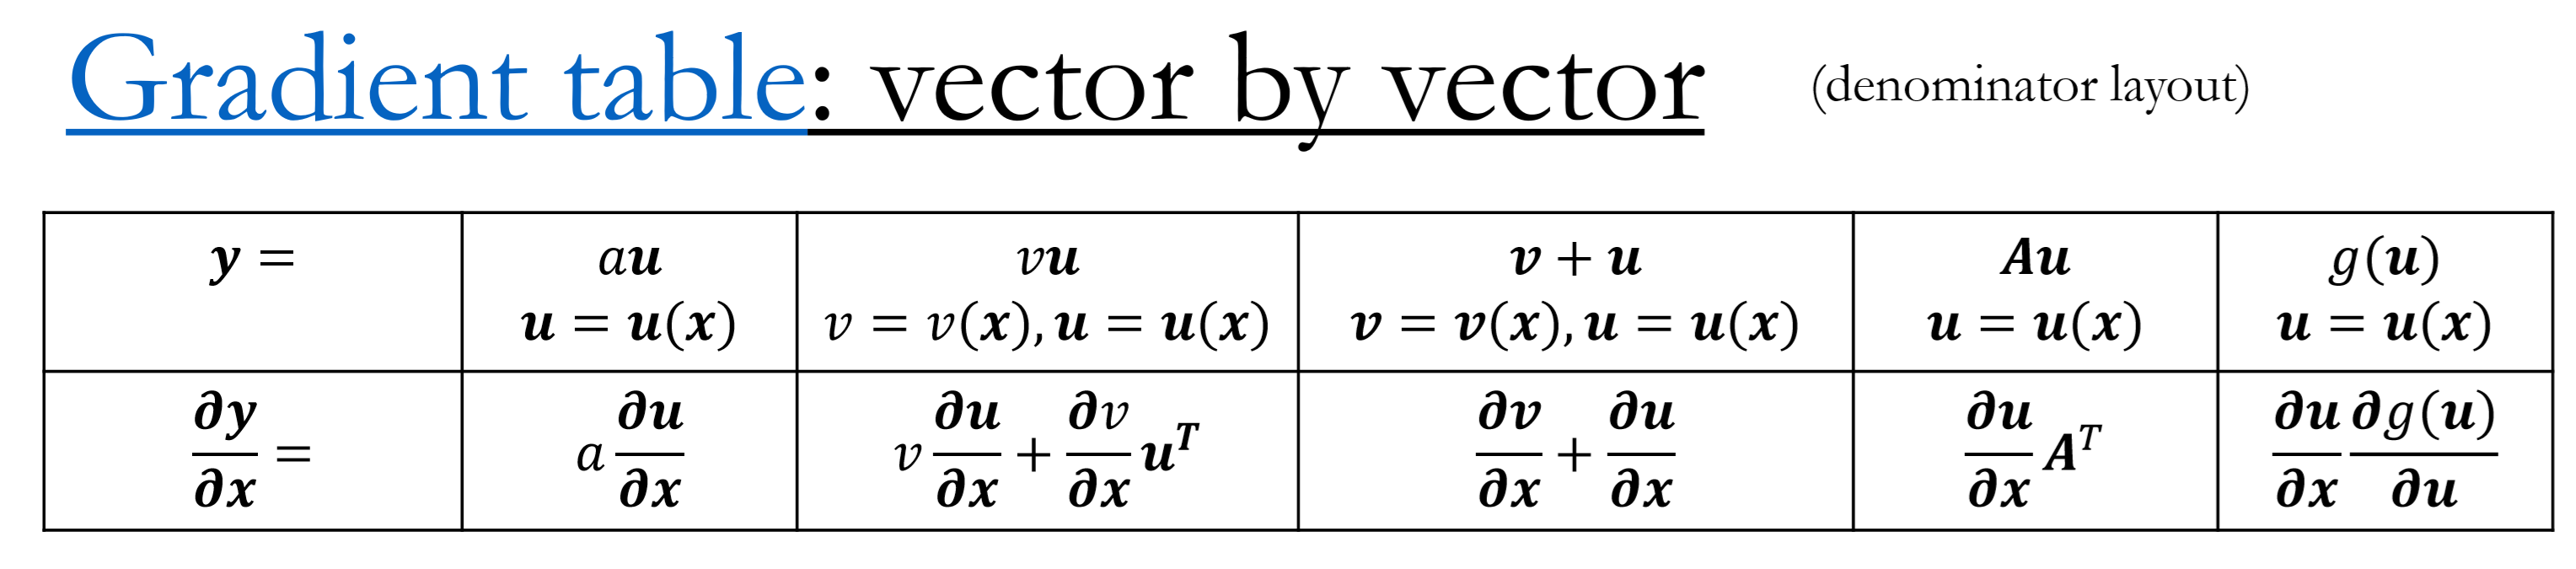 Gradient table: vector by vector (denominator layout)
𝒚 = 𝑎𝒖 𝑣𝒖 𝒗 + 𝒖 𝑨𝒖 𝑔(𝒖)
𝒖 = 𝒖(𝒙) 𝑣 = 𝑣(𝒙), 𝒖 = 𝒖(𝒙) 𝒗 = 𝒗(𝒙), 𝒖 = 𝒖(𝒙) 𝒖 = 𝒖(𝒙) 𝒖 = 𝒖(𝒙)
𝝏𝒚/𝝏𝒙 = 𝑎 𝝏𝒖/𝝏𝒙 𝑣 𝝏𝒖/𝝏𝒙 + 𝝏𝑣/𝝏𝒙 𝒖^𝑻 𝝏𝒗/𝝏𝒙 + 𝝏𝒖/𝝏𝒙 𝝏𝒖/𝝏𝒙 𝑨^𝑇 𝝏𝒖/𝝏𝒙 𝝏𝑔(𝒖)/𝝏𝒖